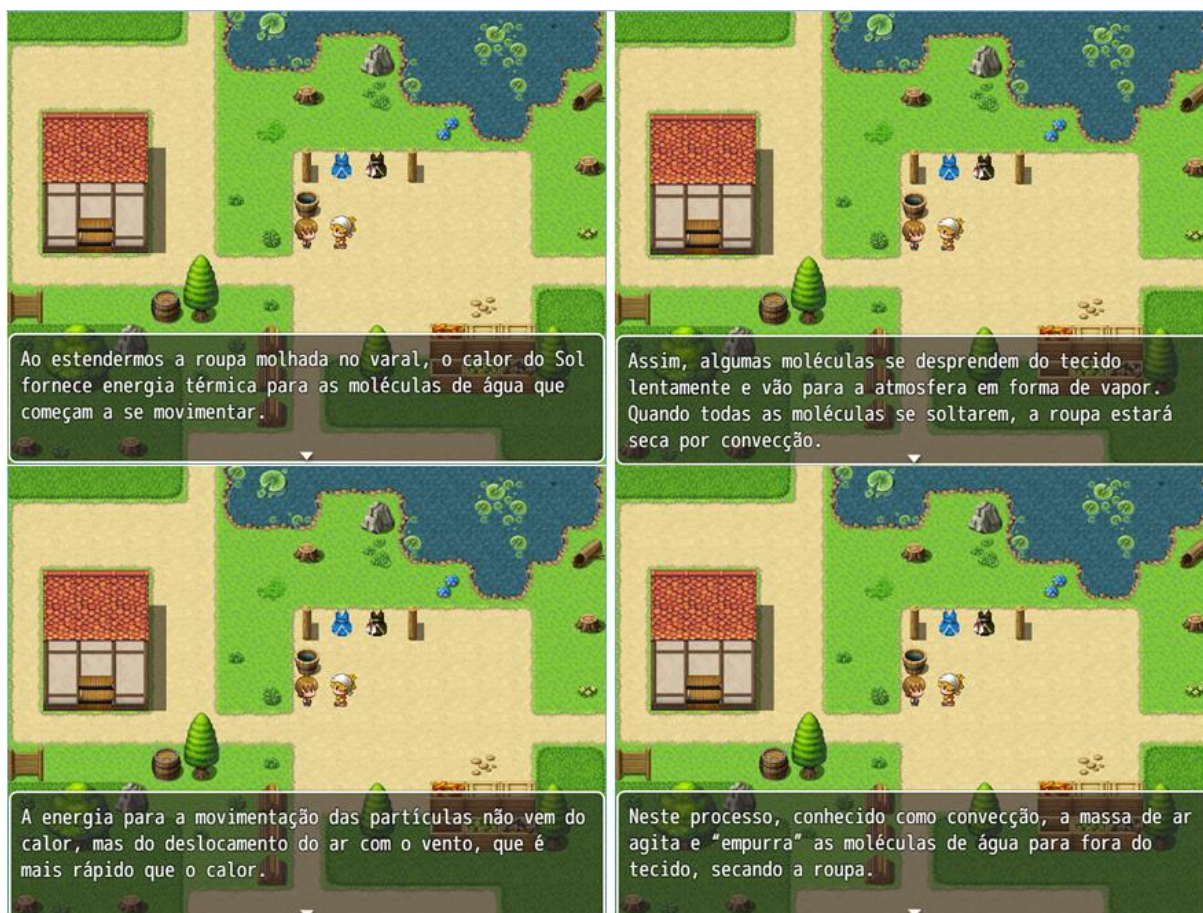 Ao estendermos a roupa molhada no varal, o calor do Sol
fornece energia térmica para as moléculas de água que
começam a se movimentar.
Assim, algumas moléculas se desprendem do tecido
lentamente e vão para a atmosfera em forma de vapor.
Quando todas as moléculas se soltarem, a roupa estará
seca por convecção.
A energia para a movimentação das partículas não vem do
calor, mas do deslocamento do ar com o vento, que é
mais rápido que o calor.
Neste processo, conhecido como convecção, a massa de ar
agita e “empurra” as moléculas de água para fora do
tecido, secando a roupa.